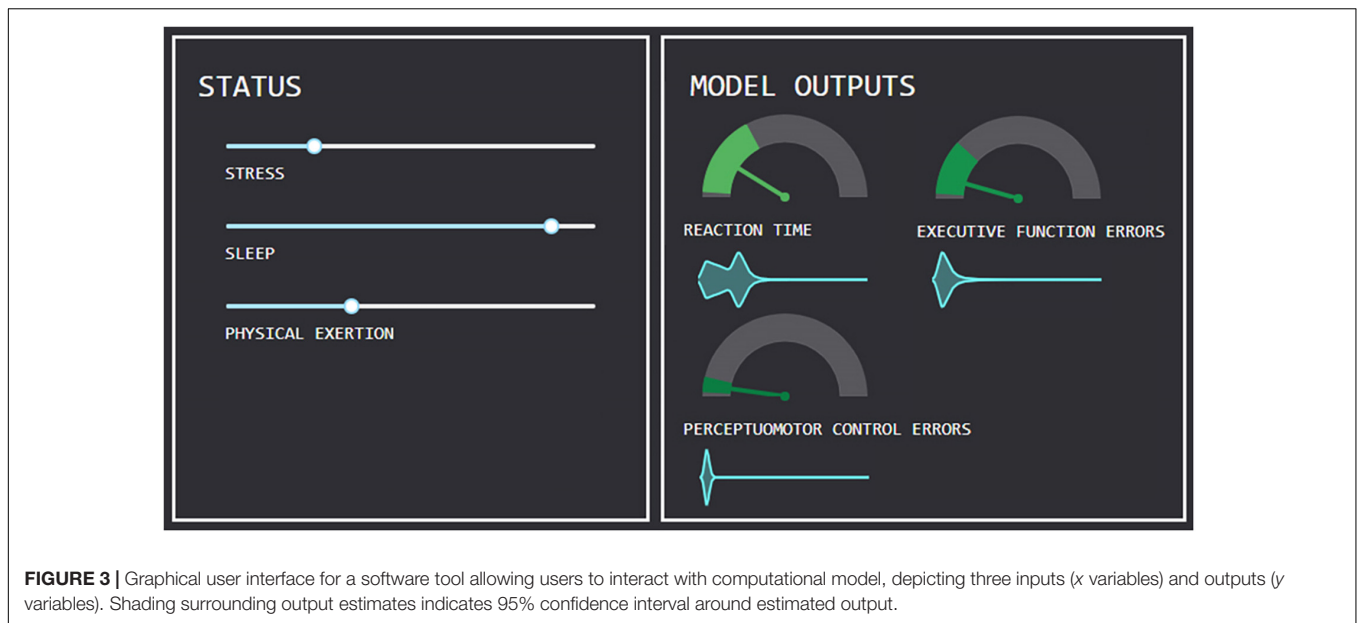 STATUS
STRESS
SLEEP
PHYSICAL EXERTION
MODEL OUTPUTS
REACTION TIME
EXECUTIVE FUNCTION ERRORS
PERCEPTUOMOTOR CONTROL ERRORS
FIGURE 3 | Graphical user interface for a software tool allowing users to interact with computational model, depicting three inputs (x variables) and outputs (y
variables). Shading surrounding output estimates indicates 95% confidence interval around estimated output.